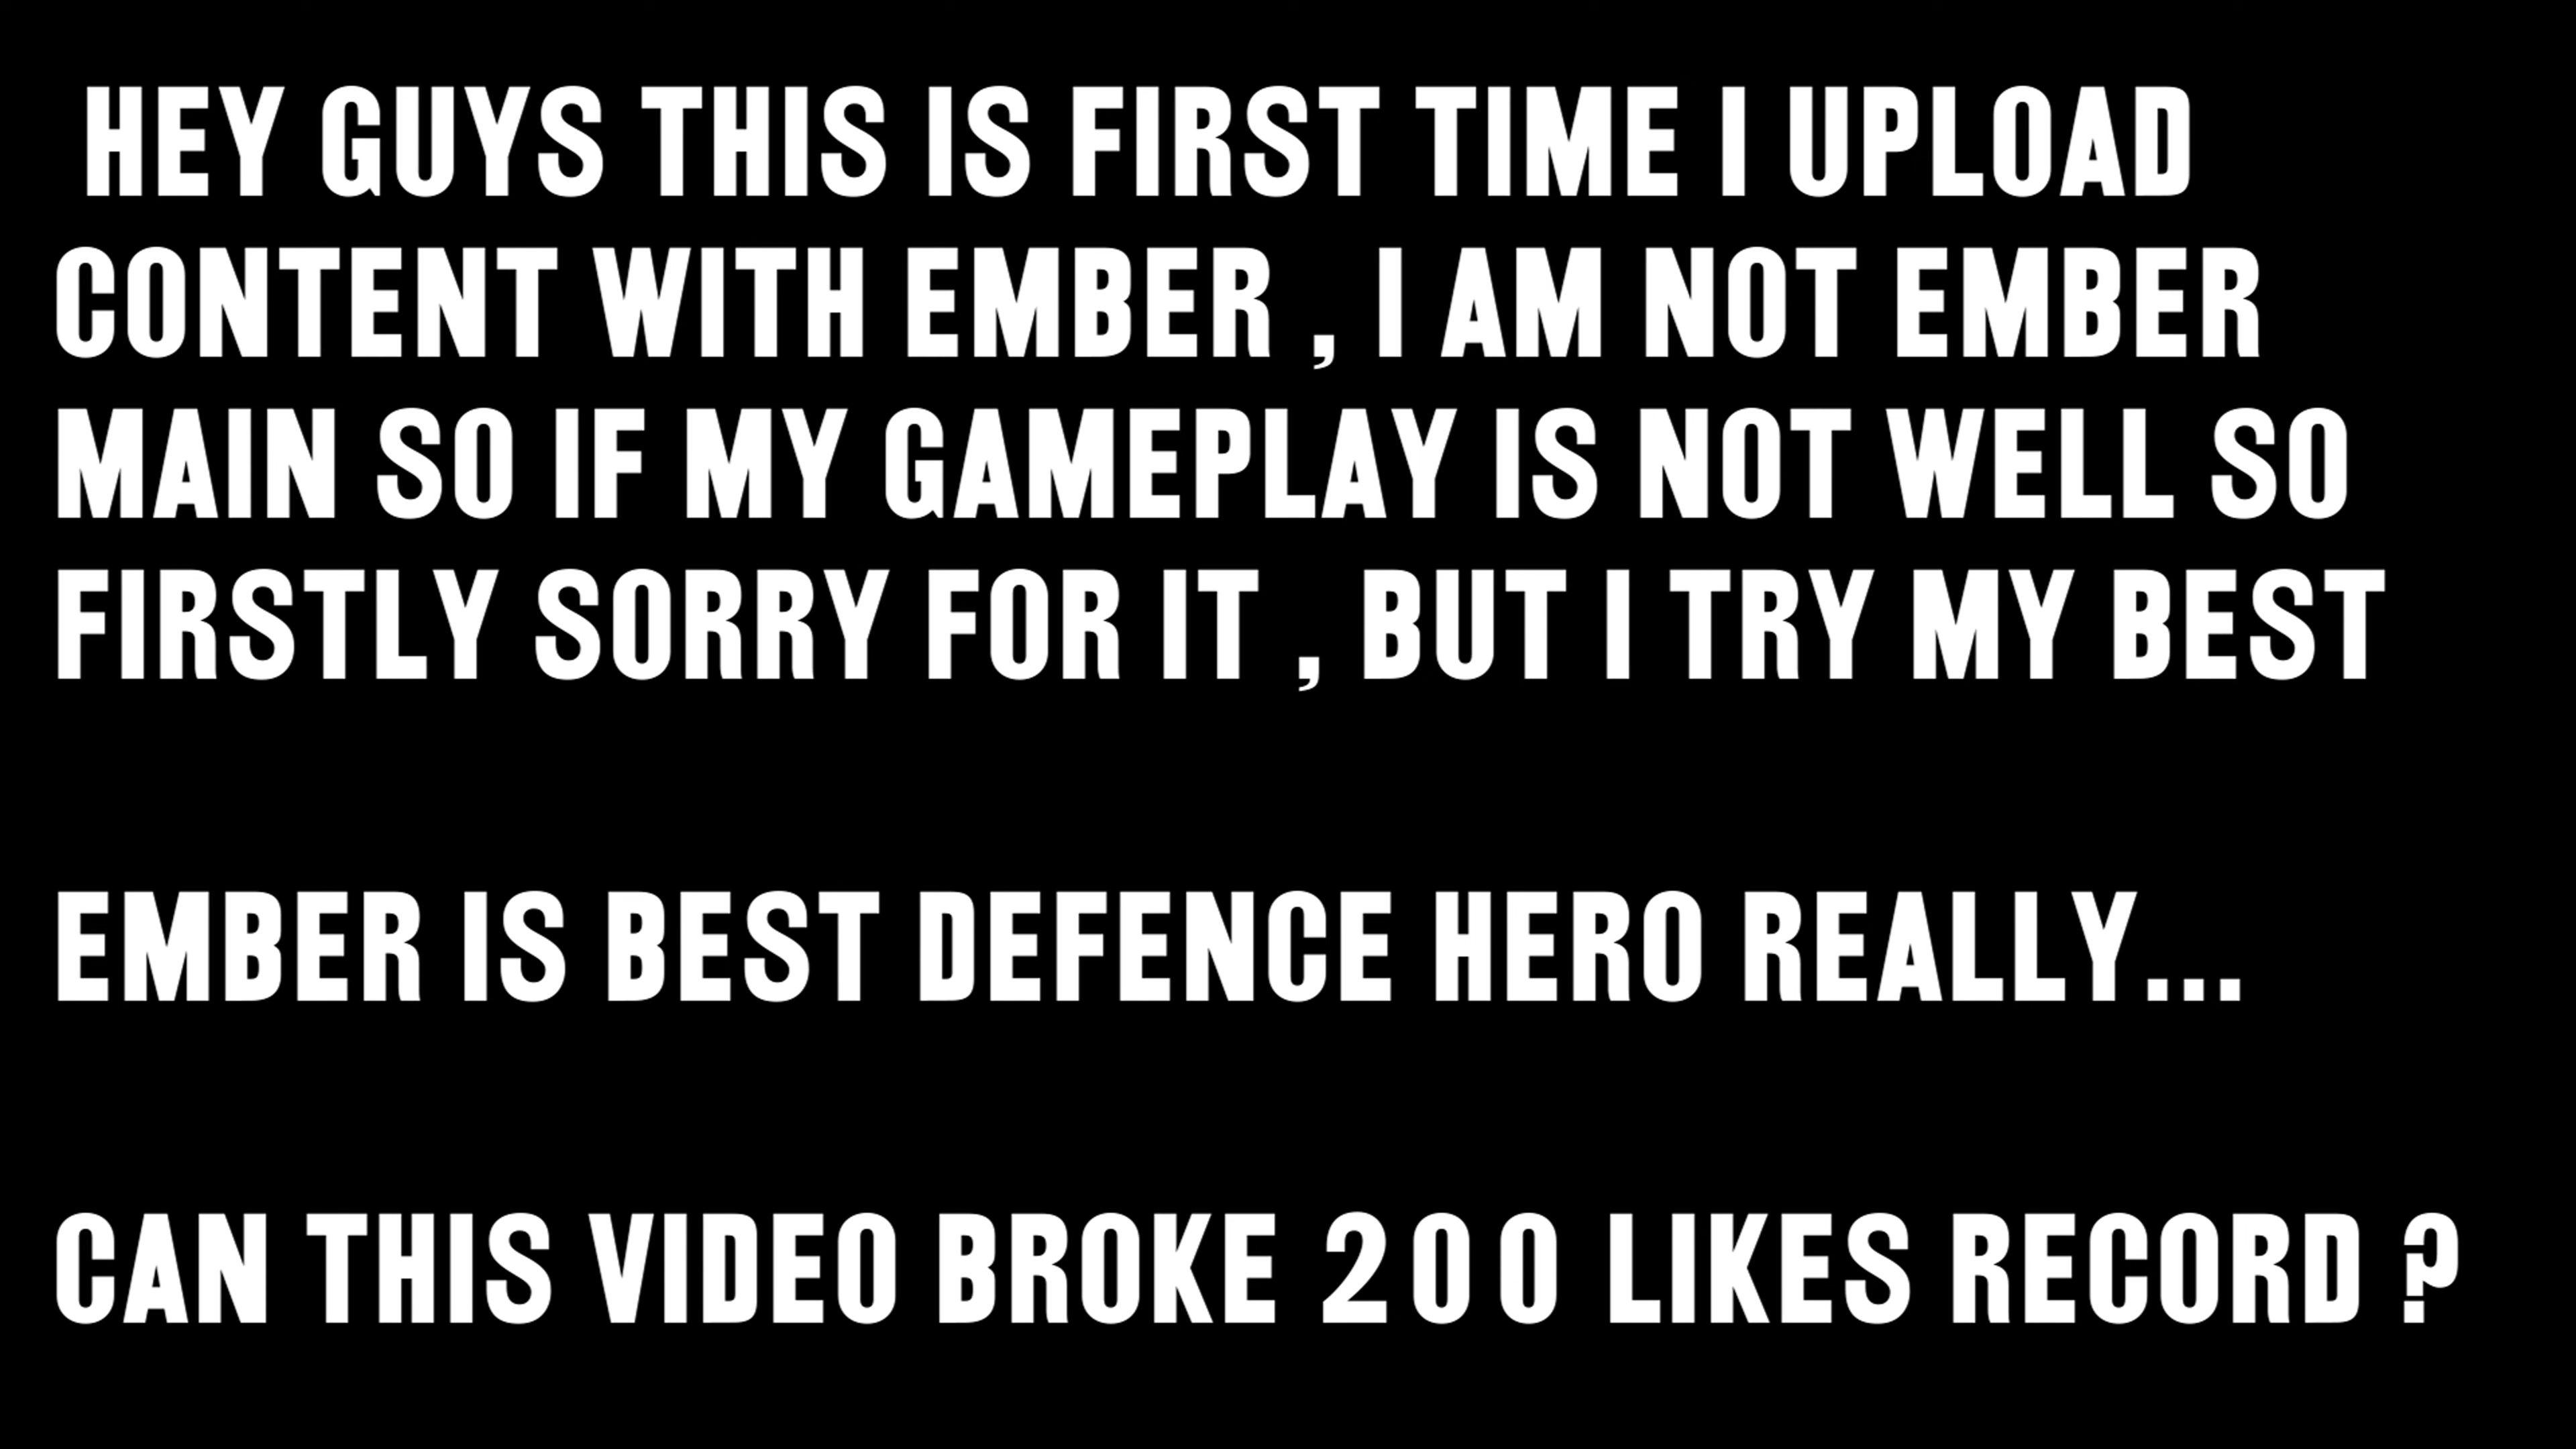 HEY GUYS THIS IS FIRST TIME I UPLOAD
CONTENT WITH EMBER , I AM NOT EMBER
MAIN SO IF MY GAMEPLAY IS NOT WELL SO
FIRSTLY SORRY FOR IT , BUT I TRY MY BEST
EMBER IS BEST DEFENCE HERO REALLY...
CAN THIS VIDEO BROKE 200 LIKES RECORD ?